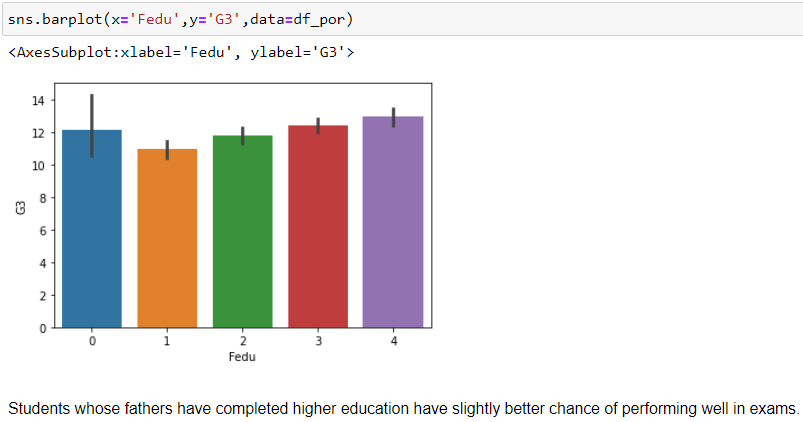 sns.barplot(x='Fedu',y='G3',data=df_por)
<AxesSubplot:xlabel='Fedu', ylabel='G3'>
14
12
10
8
6
4
2
0
G3
0 1 2 3 4
Fedu
Students whose fathers have completed higher education have slightly better chance of performing well in exams.